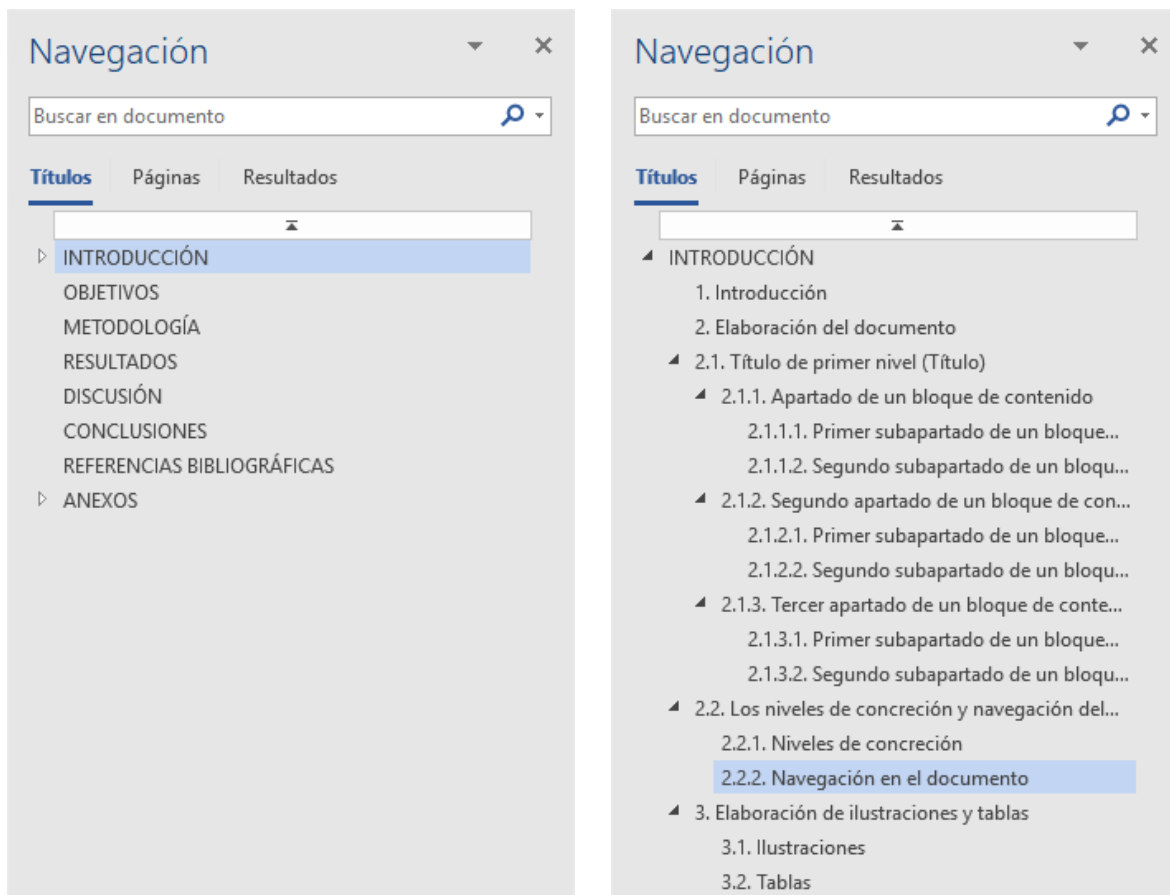 Navegación
Buscar en documento
Títulos Páginas Resultados
INTRODUCCIÓN
OBJETIVOS
METODOLOGÍA
RESULTADOS
DISCUSIÓN
CONCLUSIONES
REFERENCIAS BIBLIOGRÁFICAS
ANEXOS
Navegación
Buscar en documento
Títulos Páginas Resultados
INTRODUCCIÓN
1. Introducción
2. Elaboración del documento
2.1. Título de primer nivel (Título)
2.1.1. Apartado de un bloque de contenido
2.1.1.1. Primer subapartado de un bloque...
2.1.1.2. Segundo subapartado de un bloqu...
2.1.2. Segundo apartado de un bloque de con...
2.1.2.1. Primer subapartado de un bloque...
2.1.2.2. Segundo subapartado de un bloqu...
2.1.3. Tercer apartado de un bloque de conte...
2.1.3.1. Primer subapartado de un bloque...
2.1.3.2. Segundo subapartado de un bloqu...
2.2. Los niveles de concreción y navegación del...
2.2.1. Niveles de concreción
2.2.2. Navegación en el documento
3. Elaboración de ilustraciones y tablas
3.1. Ilustraciones
3.2. Tablas